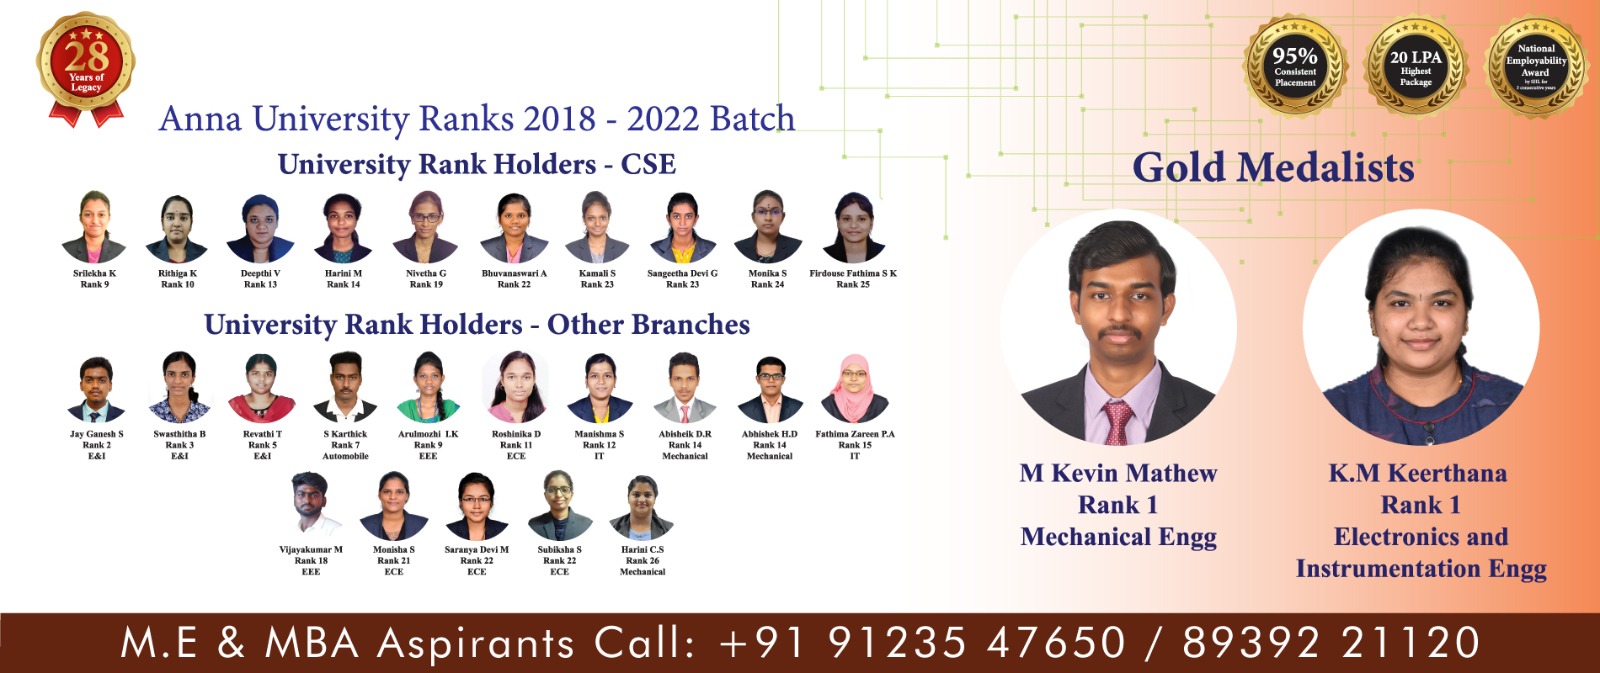 28
Years of
Legacy
95%
Consistent
Placement
20 LPA
Highest
Package
National
Employability
Award
by SHL for
2 consecutive years
Anna University Ranks 2018 - 2022 Batch
University Rank Holders - CSE
Srilekha K
Rank 9
Rithiga K
Rank 10
Deepthi V
Rank 13
Harini M
Rank 14
Nivetha G
Rank 19
Bhuvanaswari A
Rank 22
Kamali S
Rank 23
Sangeetha Devi G
Rank 23
Monika S
Rank 24
Firdouse Fathima S K
Rank 25
University Rank Holders - Other Branches
Jay Ganesh S
Rank 2
E&I
Swasthitha B
Rank 3
E&I
Revathi T
Rank 5
E&I
S Karthick
Rank 7
Automobile
Arulmozhi I.K
Rank 9
EEE
Roshinika D
Rank 11
ECE
Manishma S
Rank 12
IT
Abisheik D.R
Rank 14
Mechanical
Abhishek H.D
Rank 14
Mechanical
Fathima Zareen P.A
Rank 15
IT
Vijayakumar M
Rank 18
EEE
Monisha S
Rank 21
ECE
Saranya Devi M
Rank 22
ECE
Subiksha S
Rank 22
ECE
Harini C.S
Rank 26
Mechanical
Gold Medalists
M Kevin Mathew
Rank 1
Mechanical Engg
K.M Keerthana
Rank 1
Electronics and
Instrumentation Engg
M.E & MBA Aspirants Call: +91 91235 47650 / 89392 21120